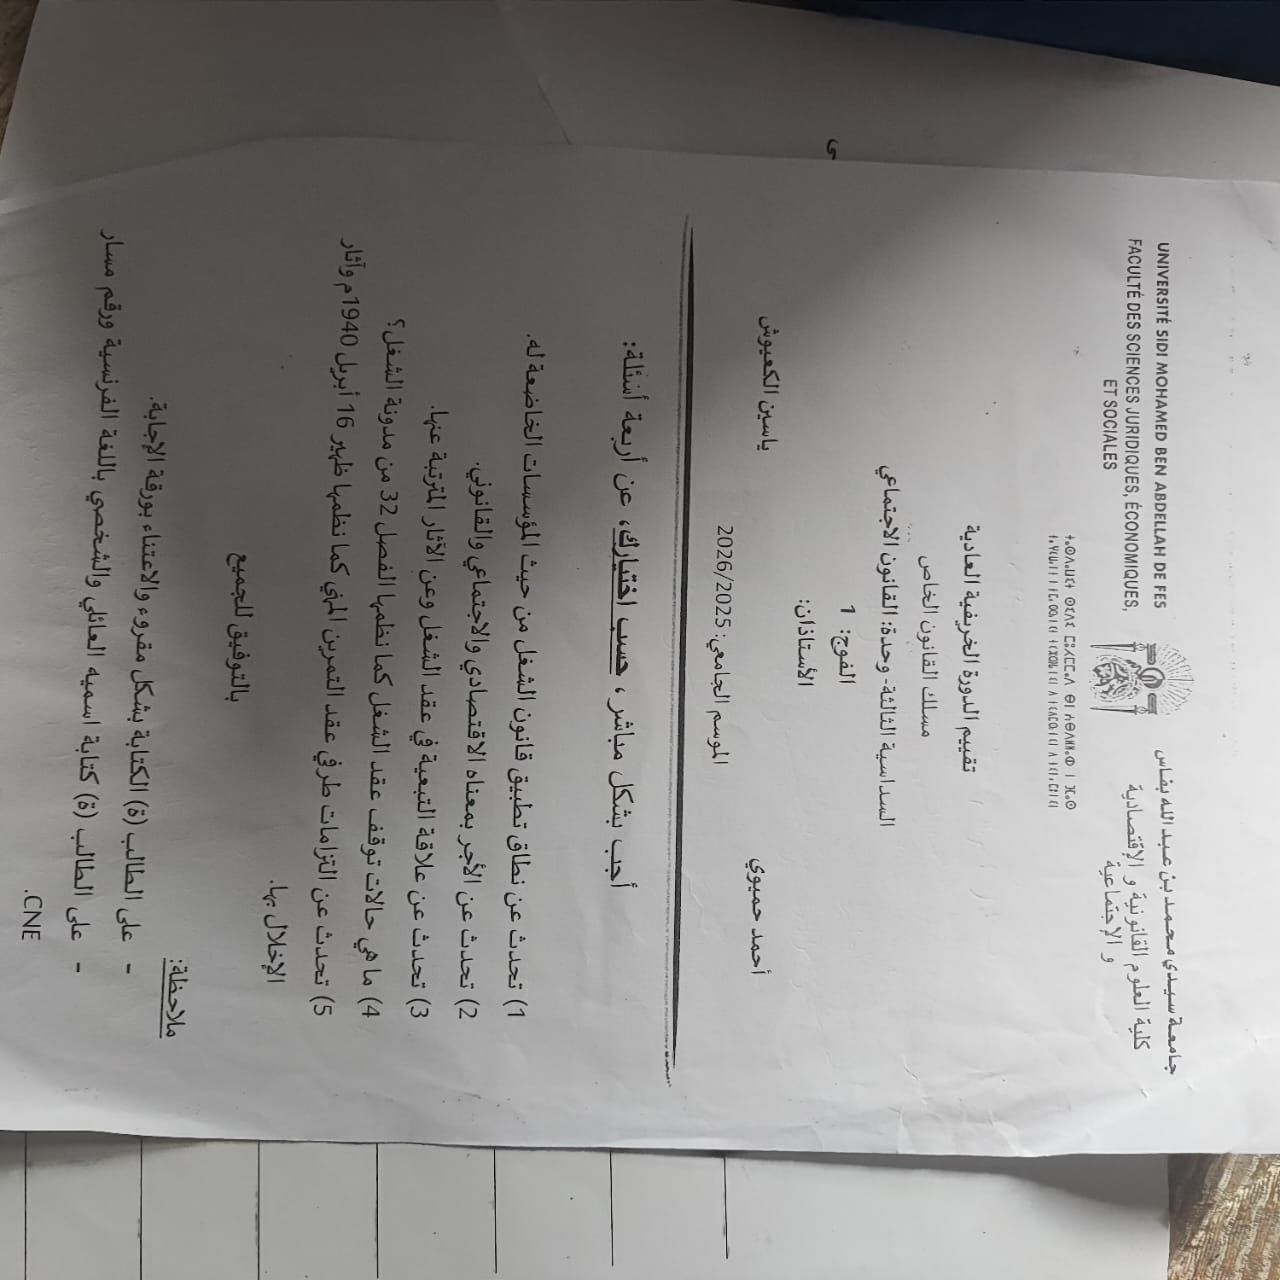 UNIVERSITÉ SIDI MOHAMED BEN ABDELLAH DE FES
FACULTÉ DES SCIENCES JURIDIQUES, ÉCONOMIQUES,
ET SOCIALES
جامعة سيدي محمد بن عبد الله بفاس
كلية العلوم القانونية و الإقتصادية
و الإجتماعية
تقييم الدورة الخريفية العادية
مسلك القانون الخاص
السداسية الثالثة- وحدة: القانون الاجتماعي
الفوج: 1
الأستاذان:
أحمد حميوي ياسين الكعيوش
الموسم الجامعي: 2026/2025
أجب بشكل مباشر، حسب اختيارك، عن أربعة أسئلة:
1) تحدث عن نطاق تطبيق قانون الشغل من حيث المؤسسات الخاضعة له.
2) تحدث عن الأجر بمعناه الاقتصادي والاجتماعي والقانوني.
3) تحدث عن علاقة التبعية في عقد الشغل وعن الآثار المترتبة عنها.
4) ما هي حالات توقف عقد الشغل كما نظمها الفصل 32 من مدونة الشغل؟
5) تحدث عن التزامات طرفي عقد التمرين المهني كما نظمها ظهير 16 أبريل 1940م وآثار
الإخلال بها.
بالتوفيق للجميع
ملاحظة:
- على الطالب (ة) الكتابة بشكل مقروء والاعتناء بورقة الإجابة.
- على الطالب (ة) كتابة اسميه العائلي والشخصي باللغة الفرنسية ورقم مسار
CNE.